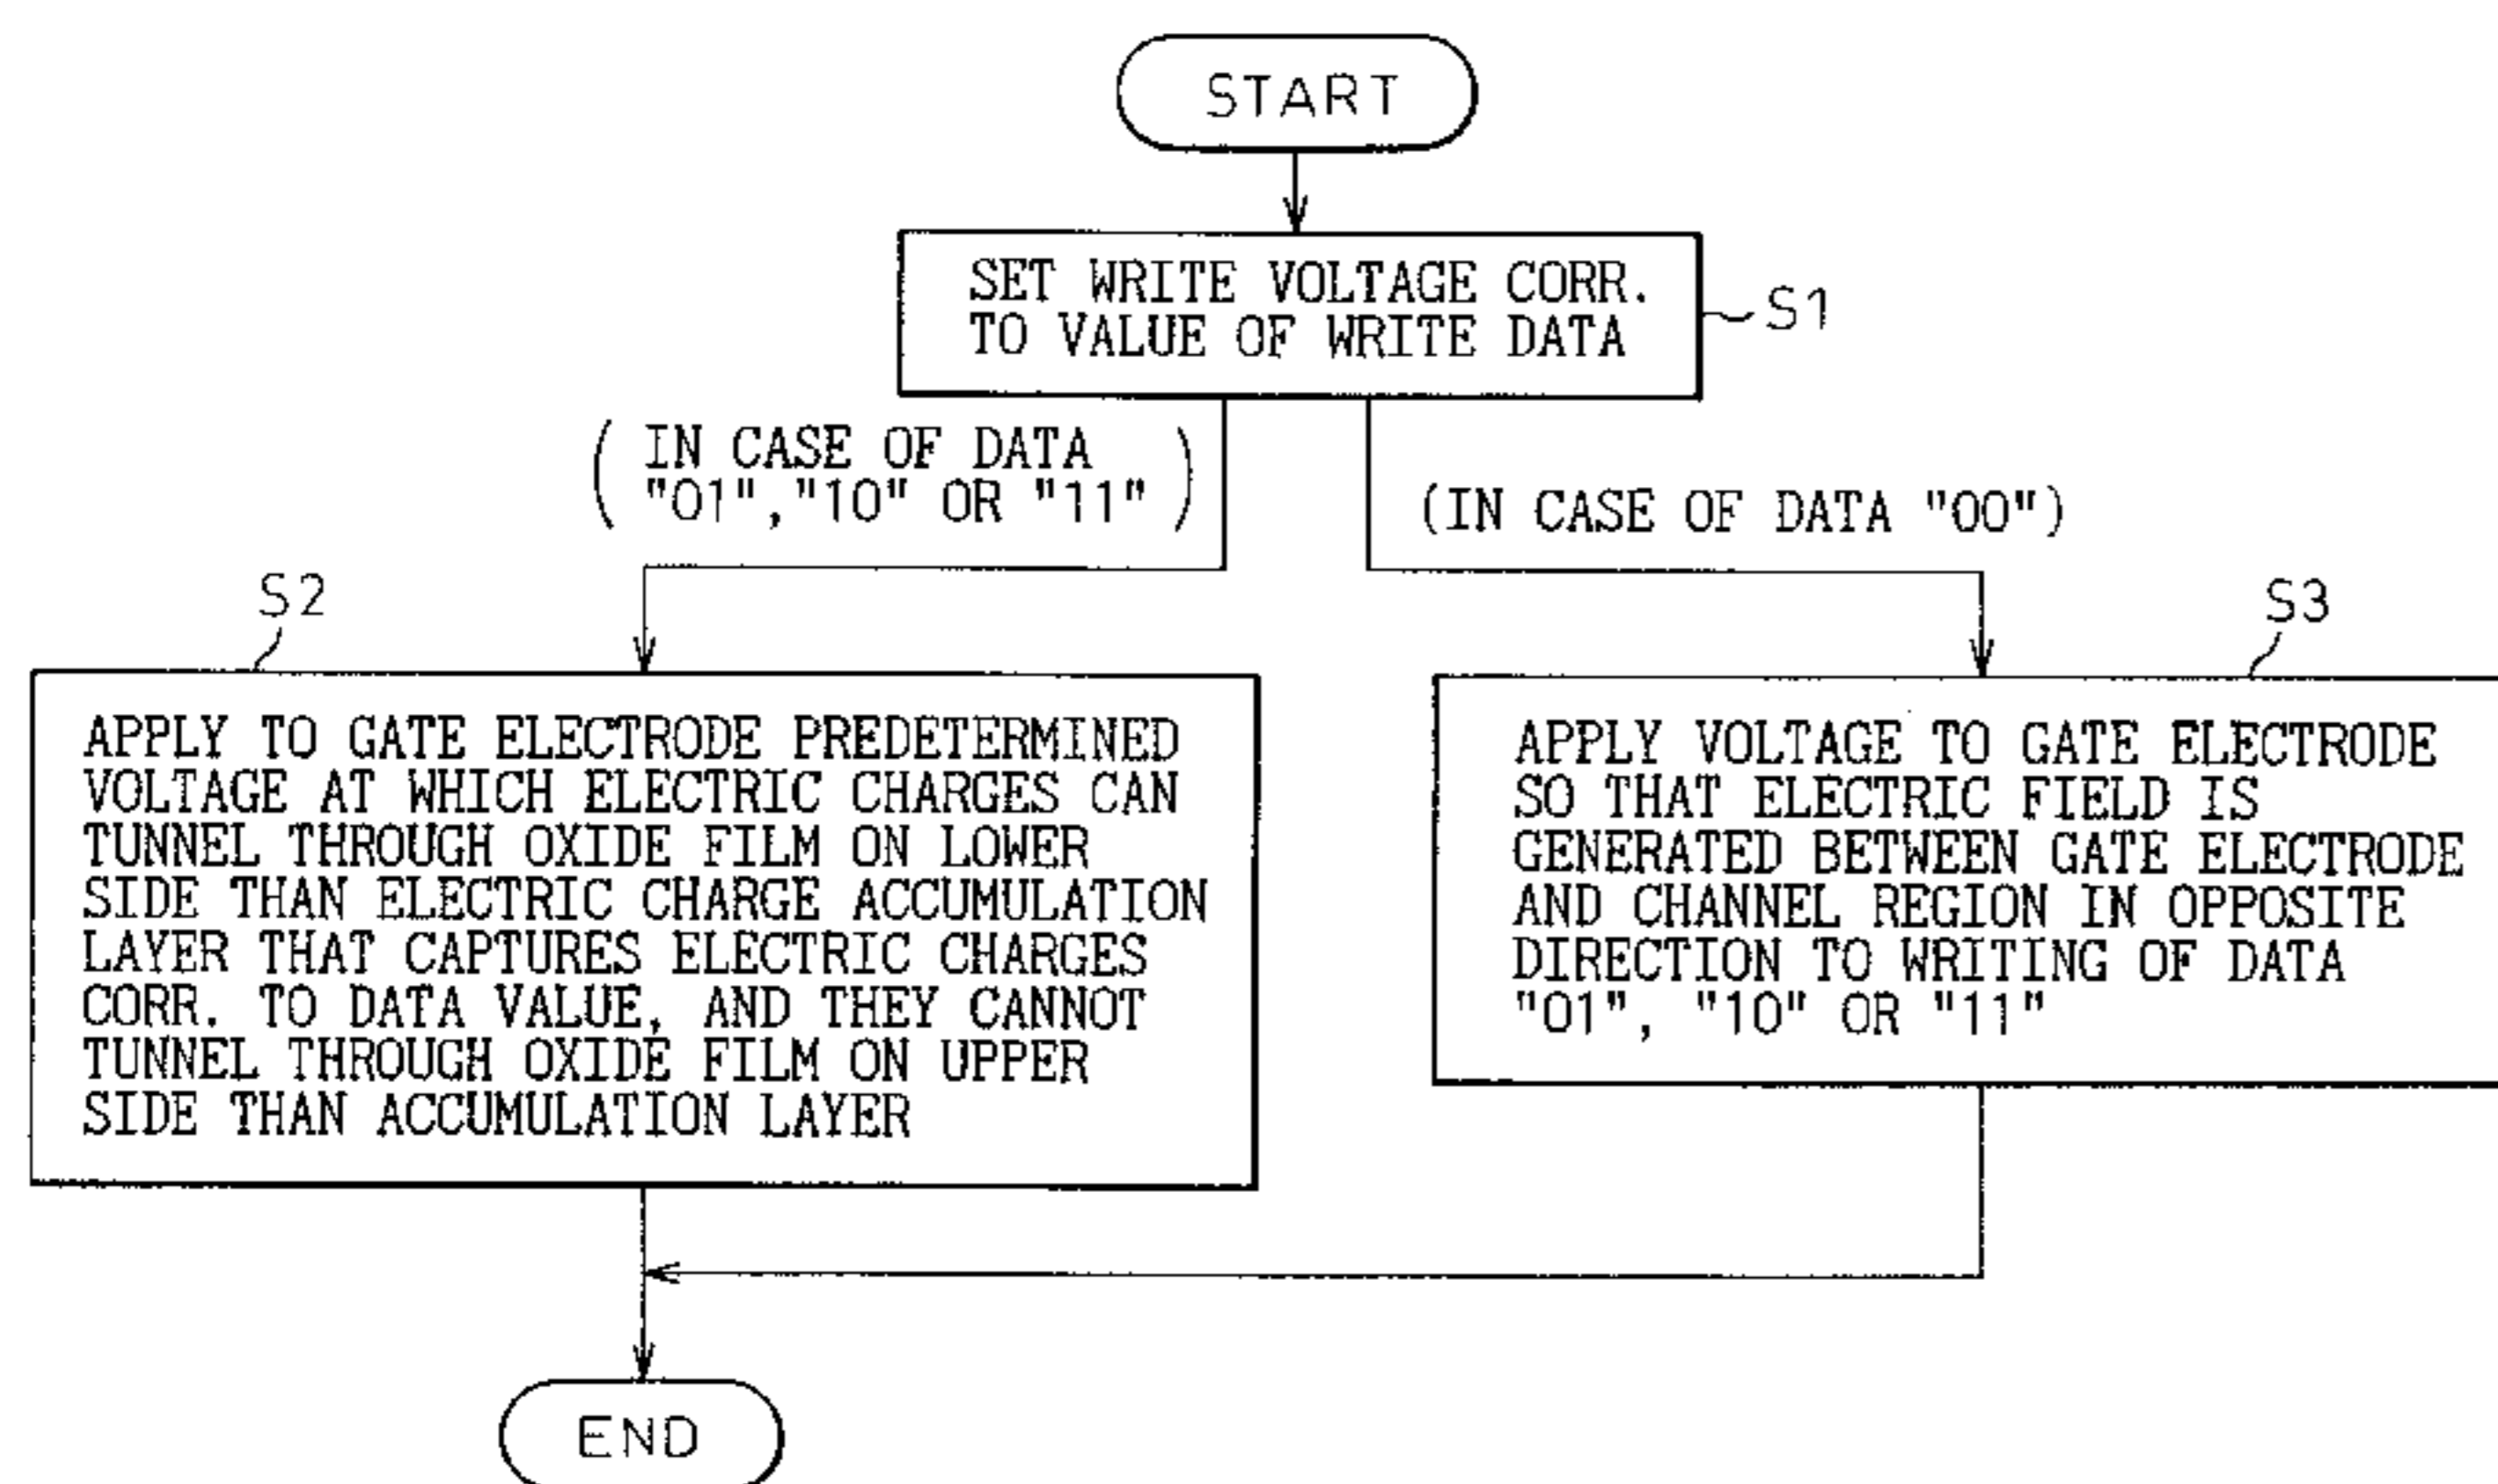 START
SET WRITE VOLTAGE CORR.
TO VALUE OF WRITE DATA
S1
( IN CASE OF DATA
"01","10" OR "11" )
(IN CASE OF DATA "00")
S2
APPLY TO GATE ELECTRODE PREDETERMINED
VOLTAGE AT WHICH ELECTRIC CHARGES CAN
TUNNEL THROUGH OXIDE FILM ON LOWER
SIDE THAN ELECTRIC CHARGE ACCUMULATION
LAYER THAT CAPTURES ELECTRIC CHARGES
CORR. TO DATA VALUE, AND THEY CANNOT
TUNNEL THROUGH OXIDE FILM ON UPPER
SIDE THAN ACCUMULATION LAYER
S3
APPLY VOLTAGE TO GATE ELECTRODE
SO THAT ELECTRIC FIELD IS
GENERATED BETWEEN GATE ELECTRODE
AND CHANNEL REGION IN OPPOSITE
DIRECTION TO WRITING OF DATA
"01", "10" OR "11"
END